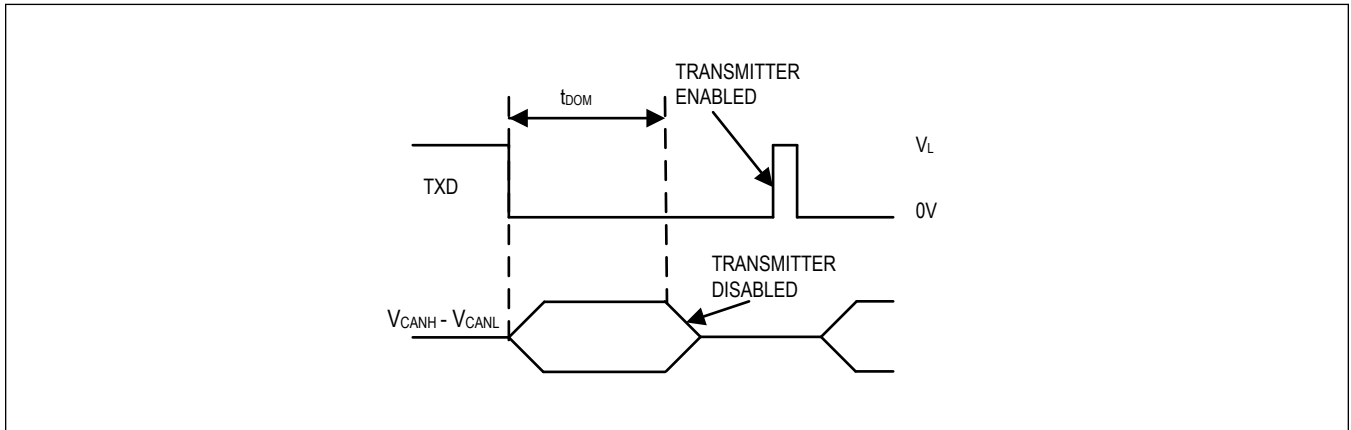 TRANSMITTER
ENABLED
tDOM
VL
TXD
0V
TRANSMITTER
DISABLED
VCANH - VCANL